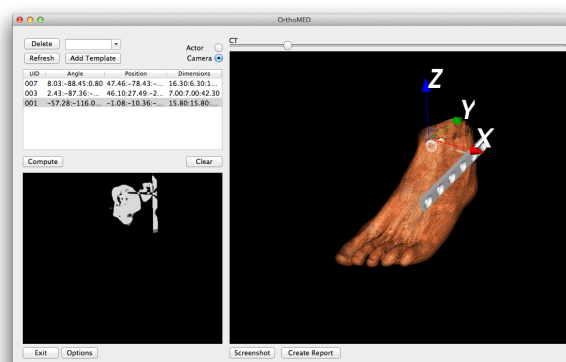 OrthoMED
Delete
Actor
CT
Refresh Add Template Camera
UID Angle Position Dimensions
007 8.03:-88.45:0.80 47.46:-78.43:-... 16.30:6.30:1...
003 2.43:-87.36:-... 46.10:27.49:-2... 7.00:7.00:42.30
001 -57.28:-116.0... -1.08:-10.36:-... 15.80:15.80:...
Compute Clear
Z
Y
X
Exit Options Screenshot Create Report